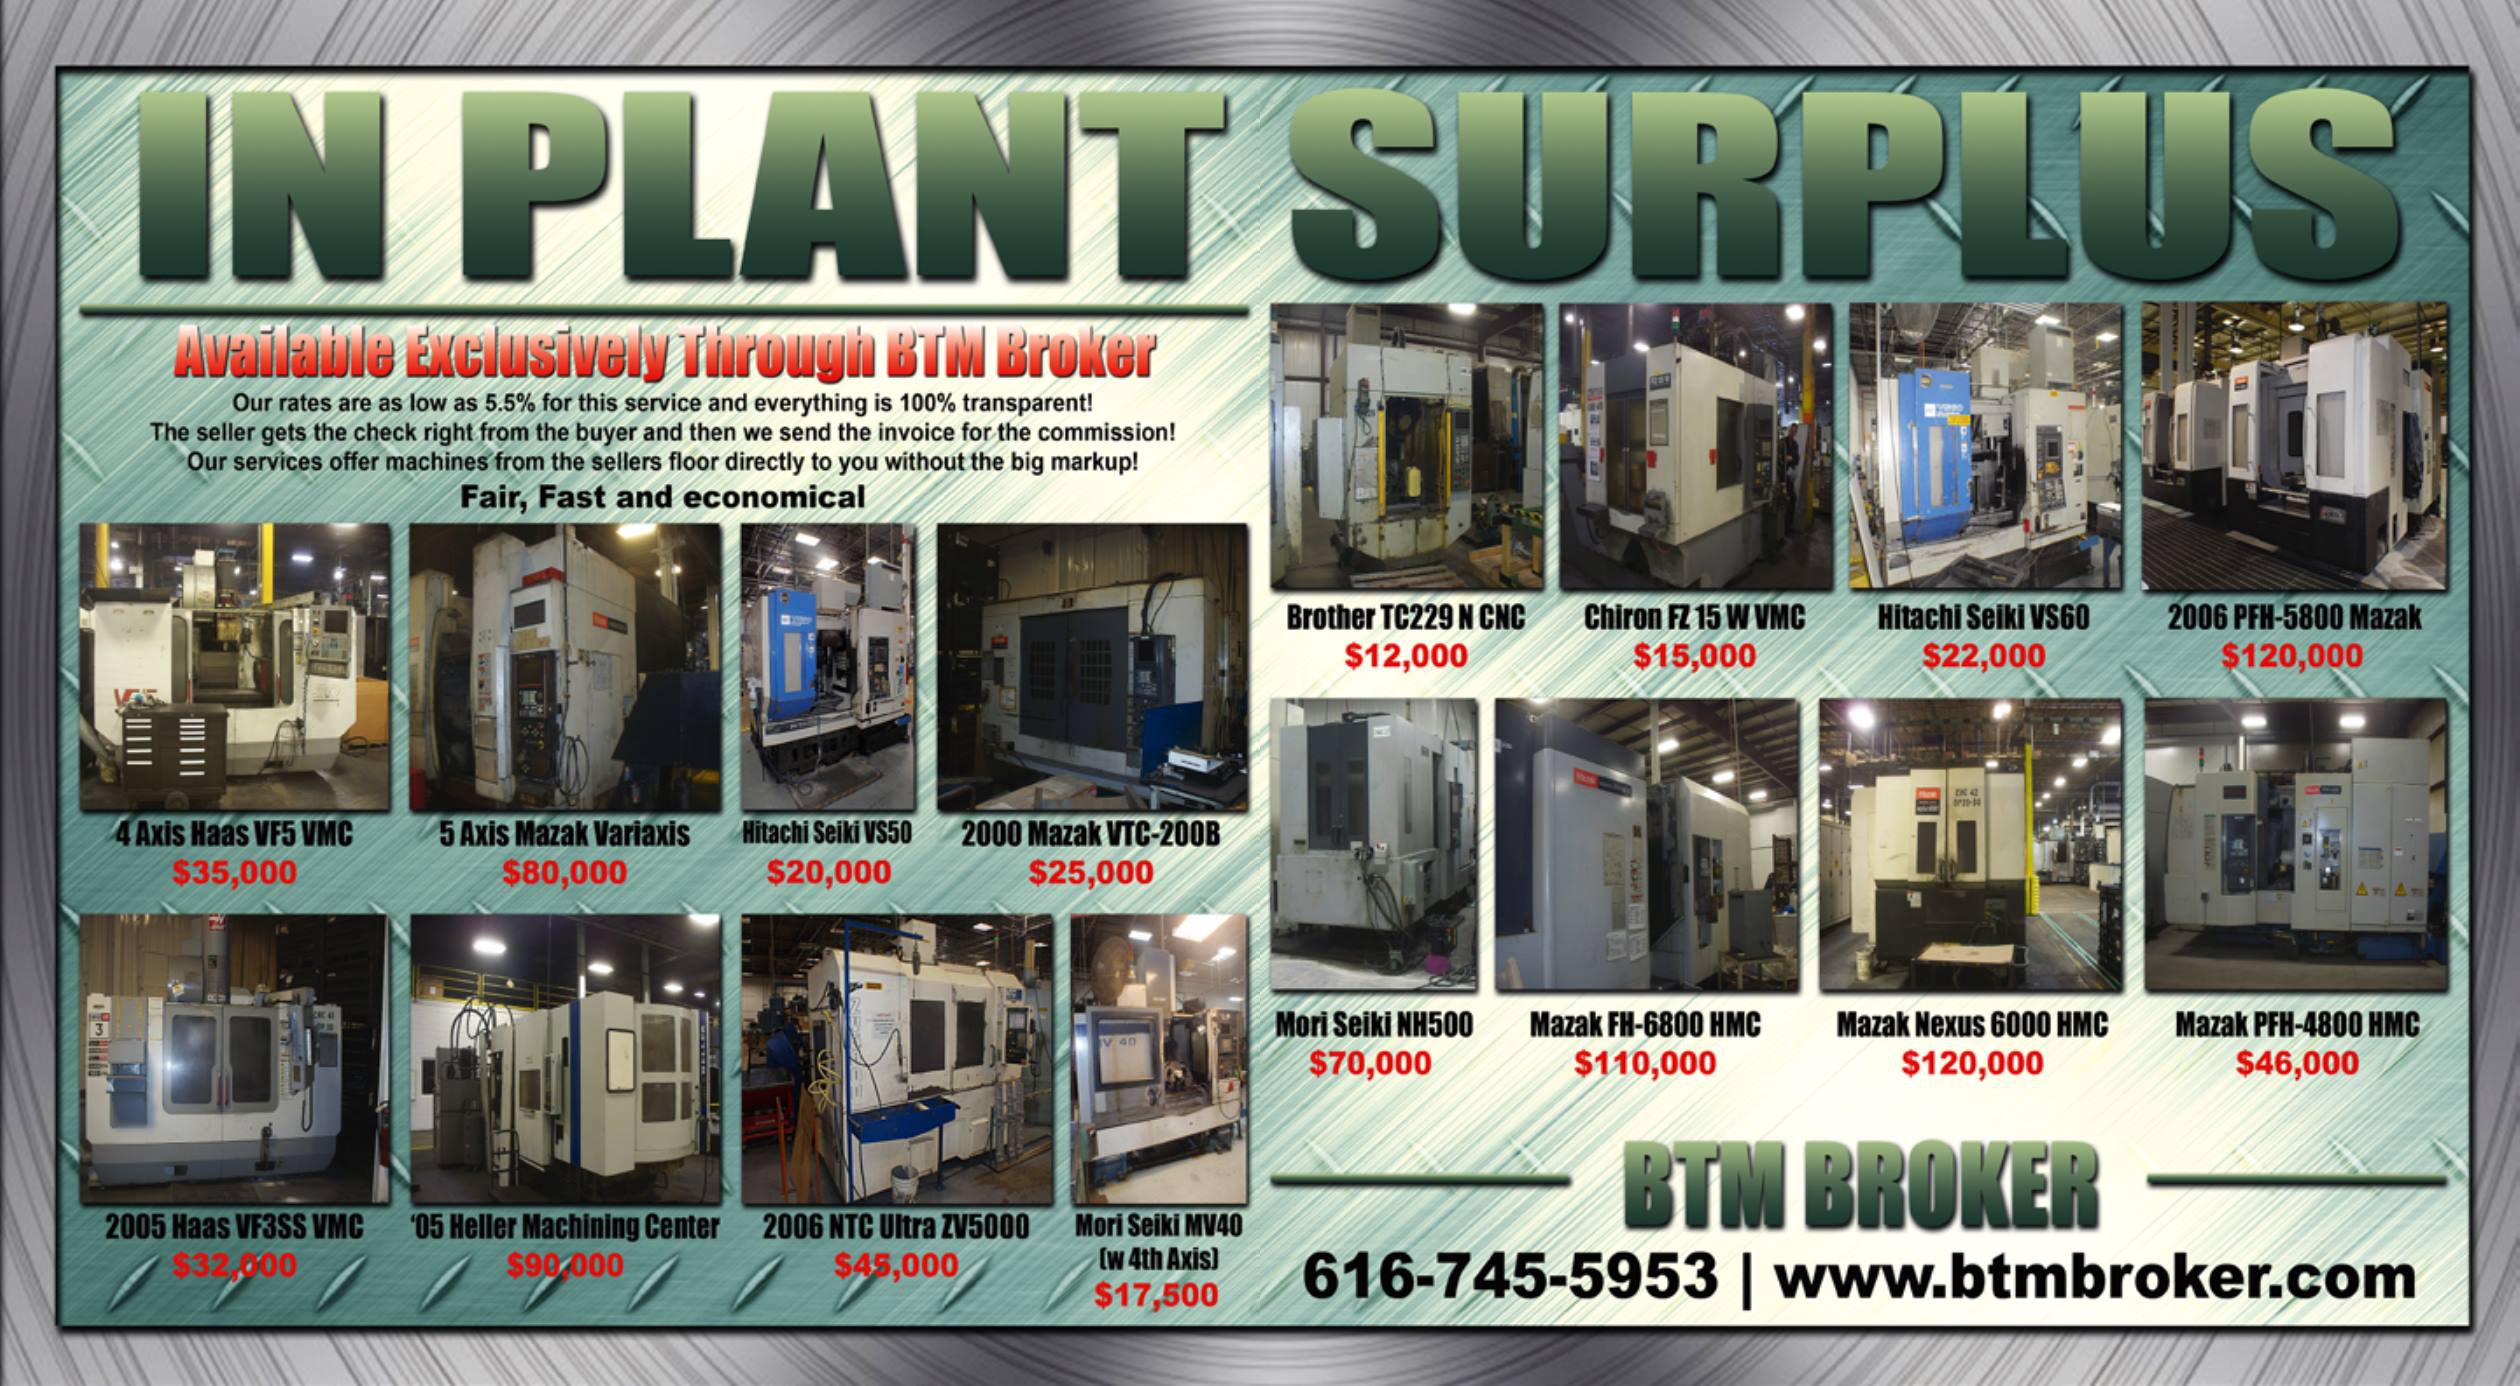 IN PLANT SURPLUS
Available Exclusively Through BTM Broker
Our rates are as low as 5.5% for this service and everything is 100% transparent!
The seller gets the check right from the buyer and then we send the invoice for the commission!
Our services offer machines from the sellers floor directly to you without the big markup!
Fair, Fast and economical
4 Axis Haas VF5 VMC
$35,000
5 Axis Mazak Variaxis
$80,000
Hitachi Seiki VS50
$20,000
2000 Mazak VTC-200B
$25,000
2005 Haas VF3SS VMC
$32,000
'05 Heller Machining Center
$90,000
2006 NTC Ultra ZV5000
$45,000
Mori Seiki MV40
(w 4th Axis)
$17,500
Brother TC229 N CNC
$12,000
Chiron FZ 15 W VMC
$15,000
Hitachi Seiki VS60
$22,000
2006 PFH-5800 Mazak
$120,000
Mori Seiki NH500
$70,000
Mazak FH-6800 HMC
$110,000
Mazak Nexus 6000 HMC
$120,000
Mazak PFH-4800 HMC
$46,000
BTM BROKER
616-745-5953 | www.btmbroker.com